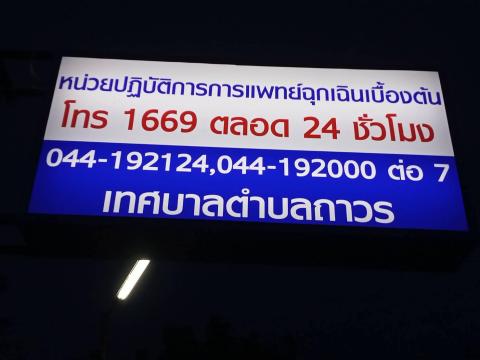 หน่วยปฏิบัติการการแพทย์ฉุกเฉินเบื้องต้น
โทร 1669 ตลอด 24 ชั่วโมง
044-192124,044-192000 ต่อ 7
เทศบาลตำบลถาวร